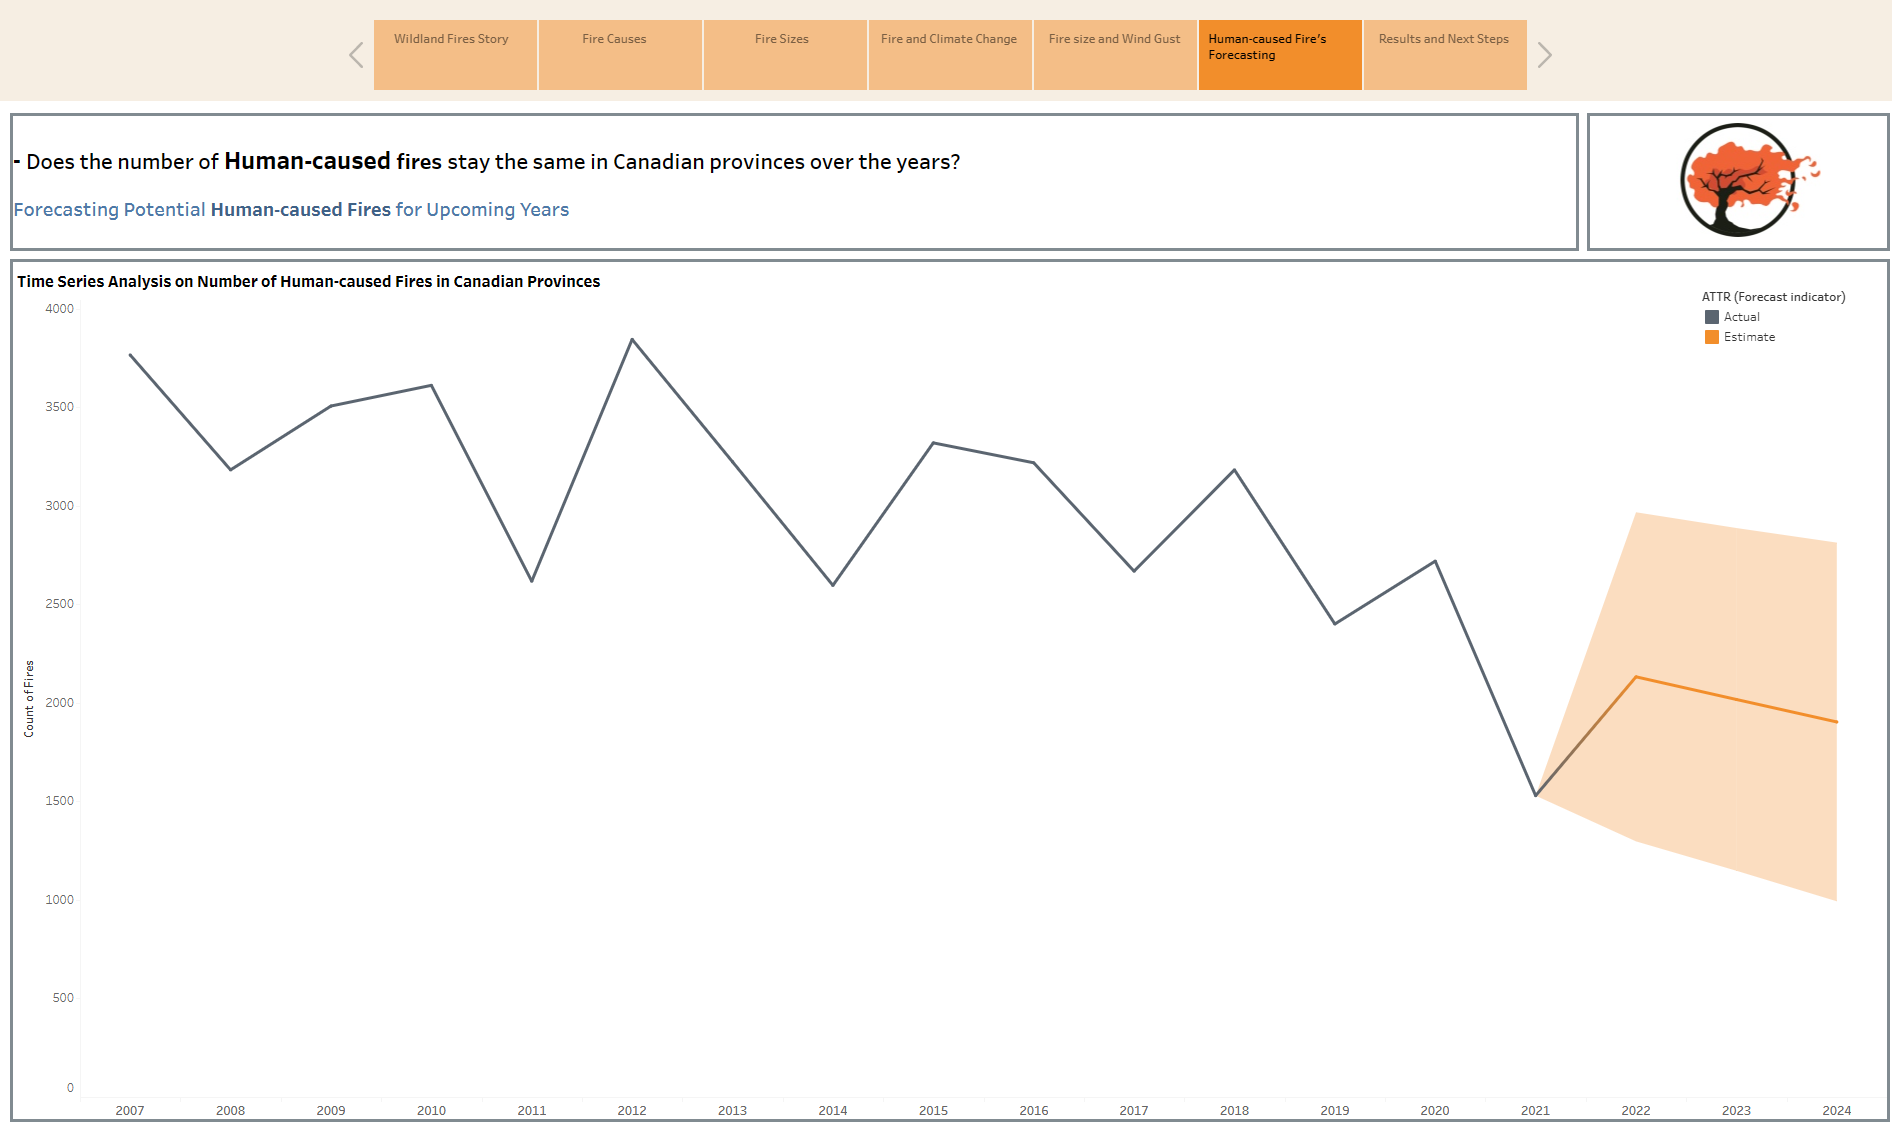 Wildland Fires Story
Fire Causes
Fire Sizes
Fire and Climate Change
Fire size and Wind Gust
Human-caused Fire's
Forecasting
Results and Next Steps
- Does the number of Human-caused fires stay the same in Canadian provinces over the years?
Forecasting Potential Human-caused Fires for Upcoming Years
Time Series Analysis on Number of Human-caused Fires in Canadian Provinces
ATTR (Forecast indicator)
Actual
Estimate
Count of Fires
4000
3500
3000
2500
2000
1500
1000
500
0
2007
2008
2009
2010
2011
2012
2013
2014
2015
2016
2017
2018
2019
2020
2021
2022
2023
2024